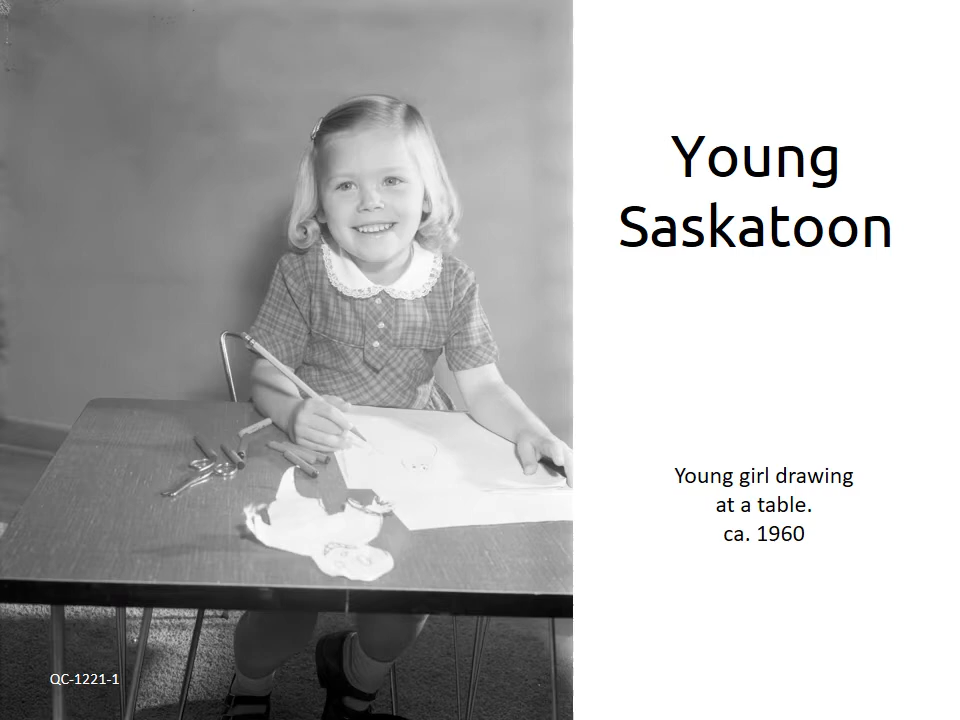 Young
Saskatoon
Young girl drawing
at a table.
ca. 1960
QC-1221-1